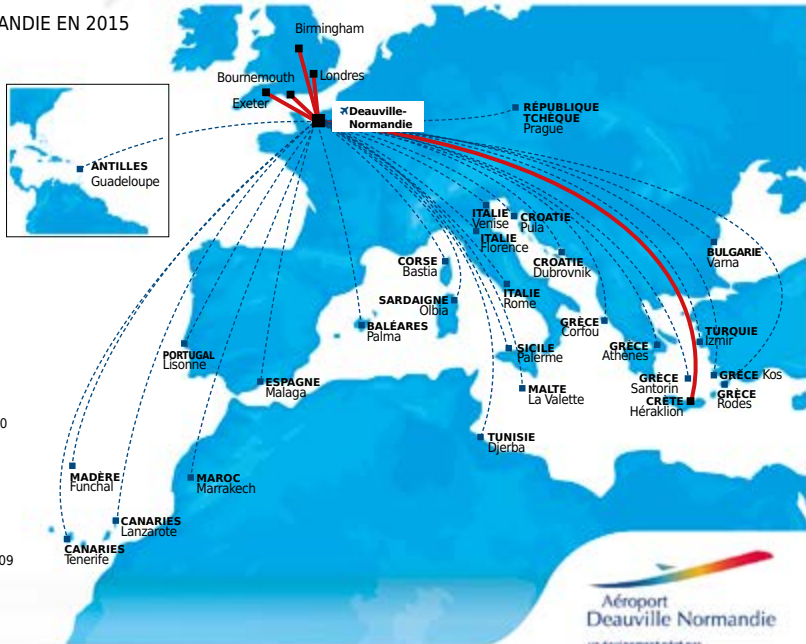 ANDIE EN 2015
Birmingham
Bournemouth
Londres
Exeter
Deauville-
Normandie
RÉPUBLIQUE
TCHÈQUE
Prague
ANTILLES
Guadeloupe
ITALIE
Venise
CROATIE
Pula
ITALIE
Florence
BULGARIE
Varna
CORSE
Bastia
CROATIE
Dubrovnik
SARDAIGNE
Olbia
ITALIE
Rome
BALÉARES
Palma
GRÈCE
Corfou
TURQUIE
Izmir
PORTUGAL
Lisonne
SICILE
Palerme
GRÈCE
Athènes
ESPAGNE
Malaga
MALTE
La Valette
GRÈCE
Santorin
GRÈCE Kos
CRÈTE
Héraklion
GRÈCE
Rodes
0
TUNISIE
Djerba
MADÈRE
Funchal
MAROC
Marrakech
CANARIES
Lanzarote
CANARIES
Tenerife
09
Aéroport
Deauville Normandie